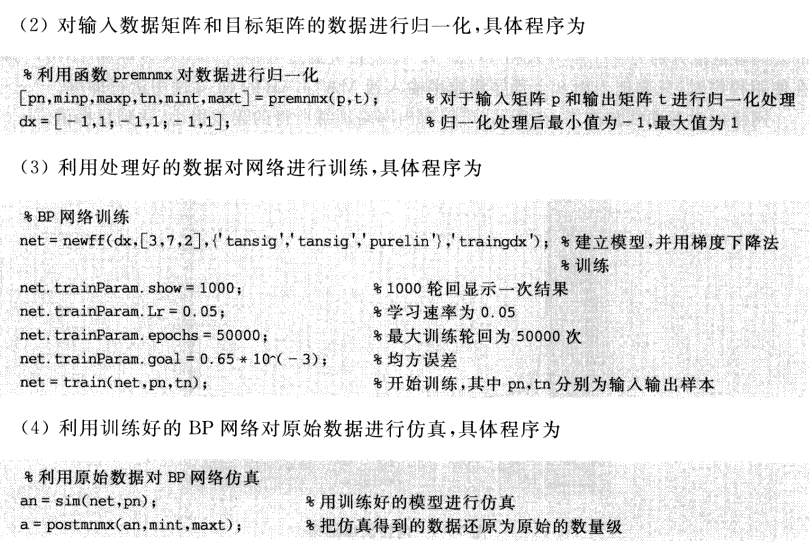 (2) 对输入数据矩阵和目标矩阵的数据进行归一化,具体程序为
% 利用函数 premnmx 对数据进行归一化
[pn,minp,maxp,tn,mint,maxt] = premnmx(p,t); % 对于输入矩阵 p 和输出矩阵 t 进行归一化处理
dx = [-1,1;-1,1;-1,1]; % 归一化处理后最小值为 -1,最大值为 1
(3) 利用处理好的数据对网络进行训练,具体程序为
% BP 网络训练
net = newff(dx,[3,7,2],{'tansig','tansig','purelin'},'traingdx'); % 建立模型,并用梯度下降法
% 训练
net.trainParam.show = 1000; % 1000 轮回显示一次结果
net.trainParam.Lr = 0.05; % 学习速率为 0.05
net.trainParam.epochs = 50000; % 最大训练轮回为 50000 次
net.trainParam.goal = 0.65 * 10^(-3); % 均方误差
net = train(net,pn,tn); % 开始训练,其中 pn,tn 分别为输入输出样本
(4) 利用训练好的 BP 网络对原始数据进行仿真,具体程序为
% 利用原始数据对 BP 网络仿真
an = sim(net,pn); % 用训练好的模型进行仿真
a = postmnmx(an,mint,maxt); % 把仿真得到的数据还原为原始的数量级